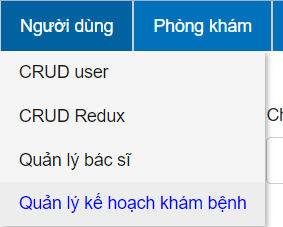 Người dùng
Phòng khám
CRUD user
CRUD Redux
Quản lý bác sĩ
Quản lý kế hoạch khám bệnh